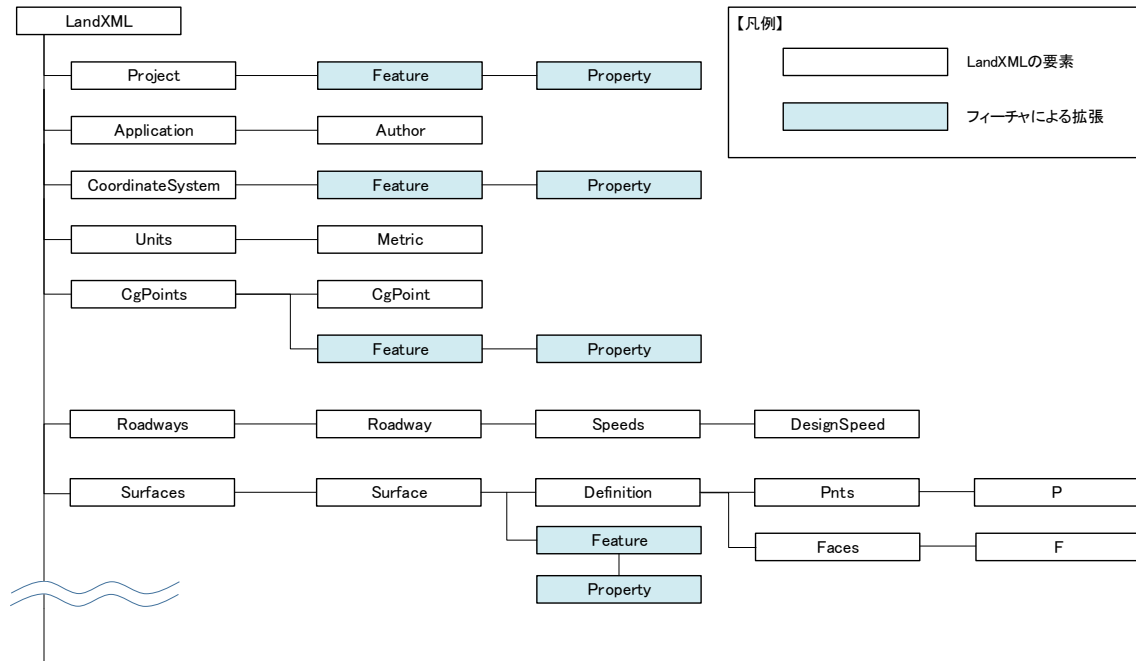 LandXML
【凡例】
LandXMLの要素
フィーチャによる拡張
Project
Feature
Property
Application
Author
CoordinateSystem
Feature
Property
Units
Metric
CgPoints
CgPoint
Feature
Property
Roadways
Roadway
Speeds
DesignSpeed
Surfaces
Surface
Definition
Pnts
P
Feature
Faces
F
Property